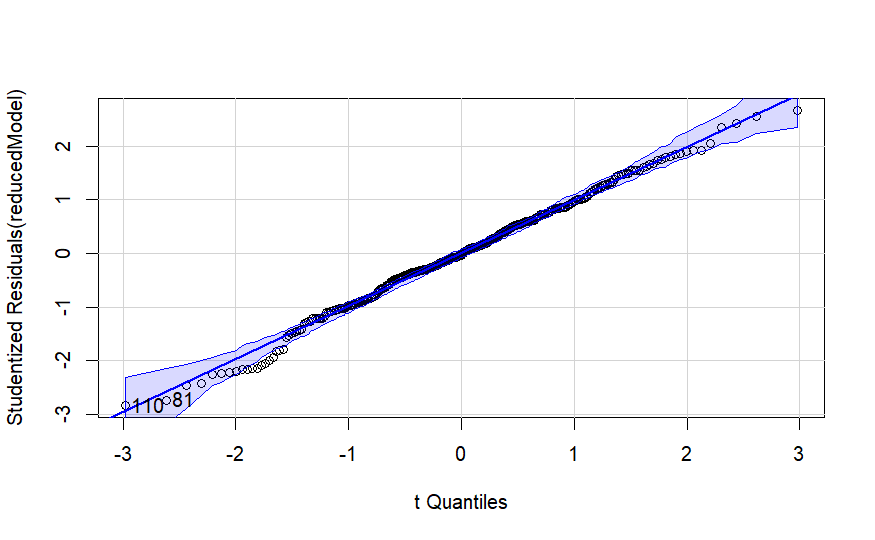 Studentized Residuals(reducedModel)
2
1
0
-1
-2
-3
110
81
-3 -2 -1 0 1 2 3
t Quantiles